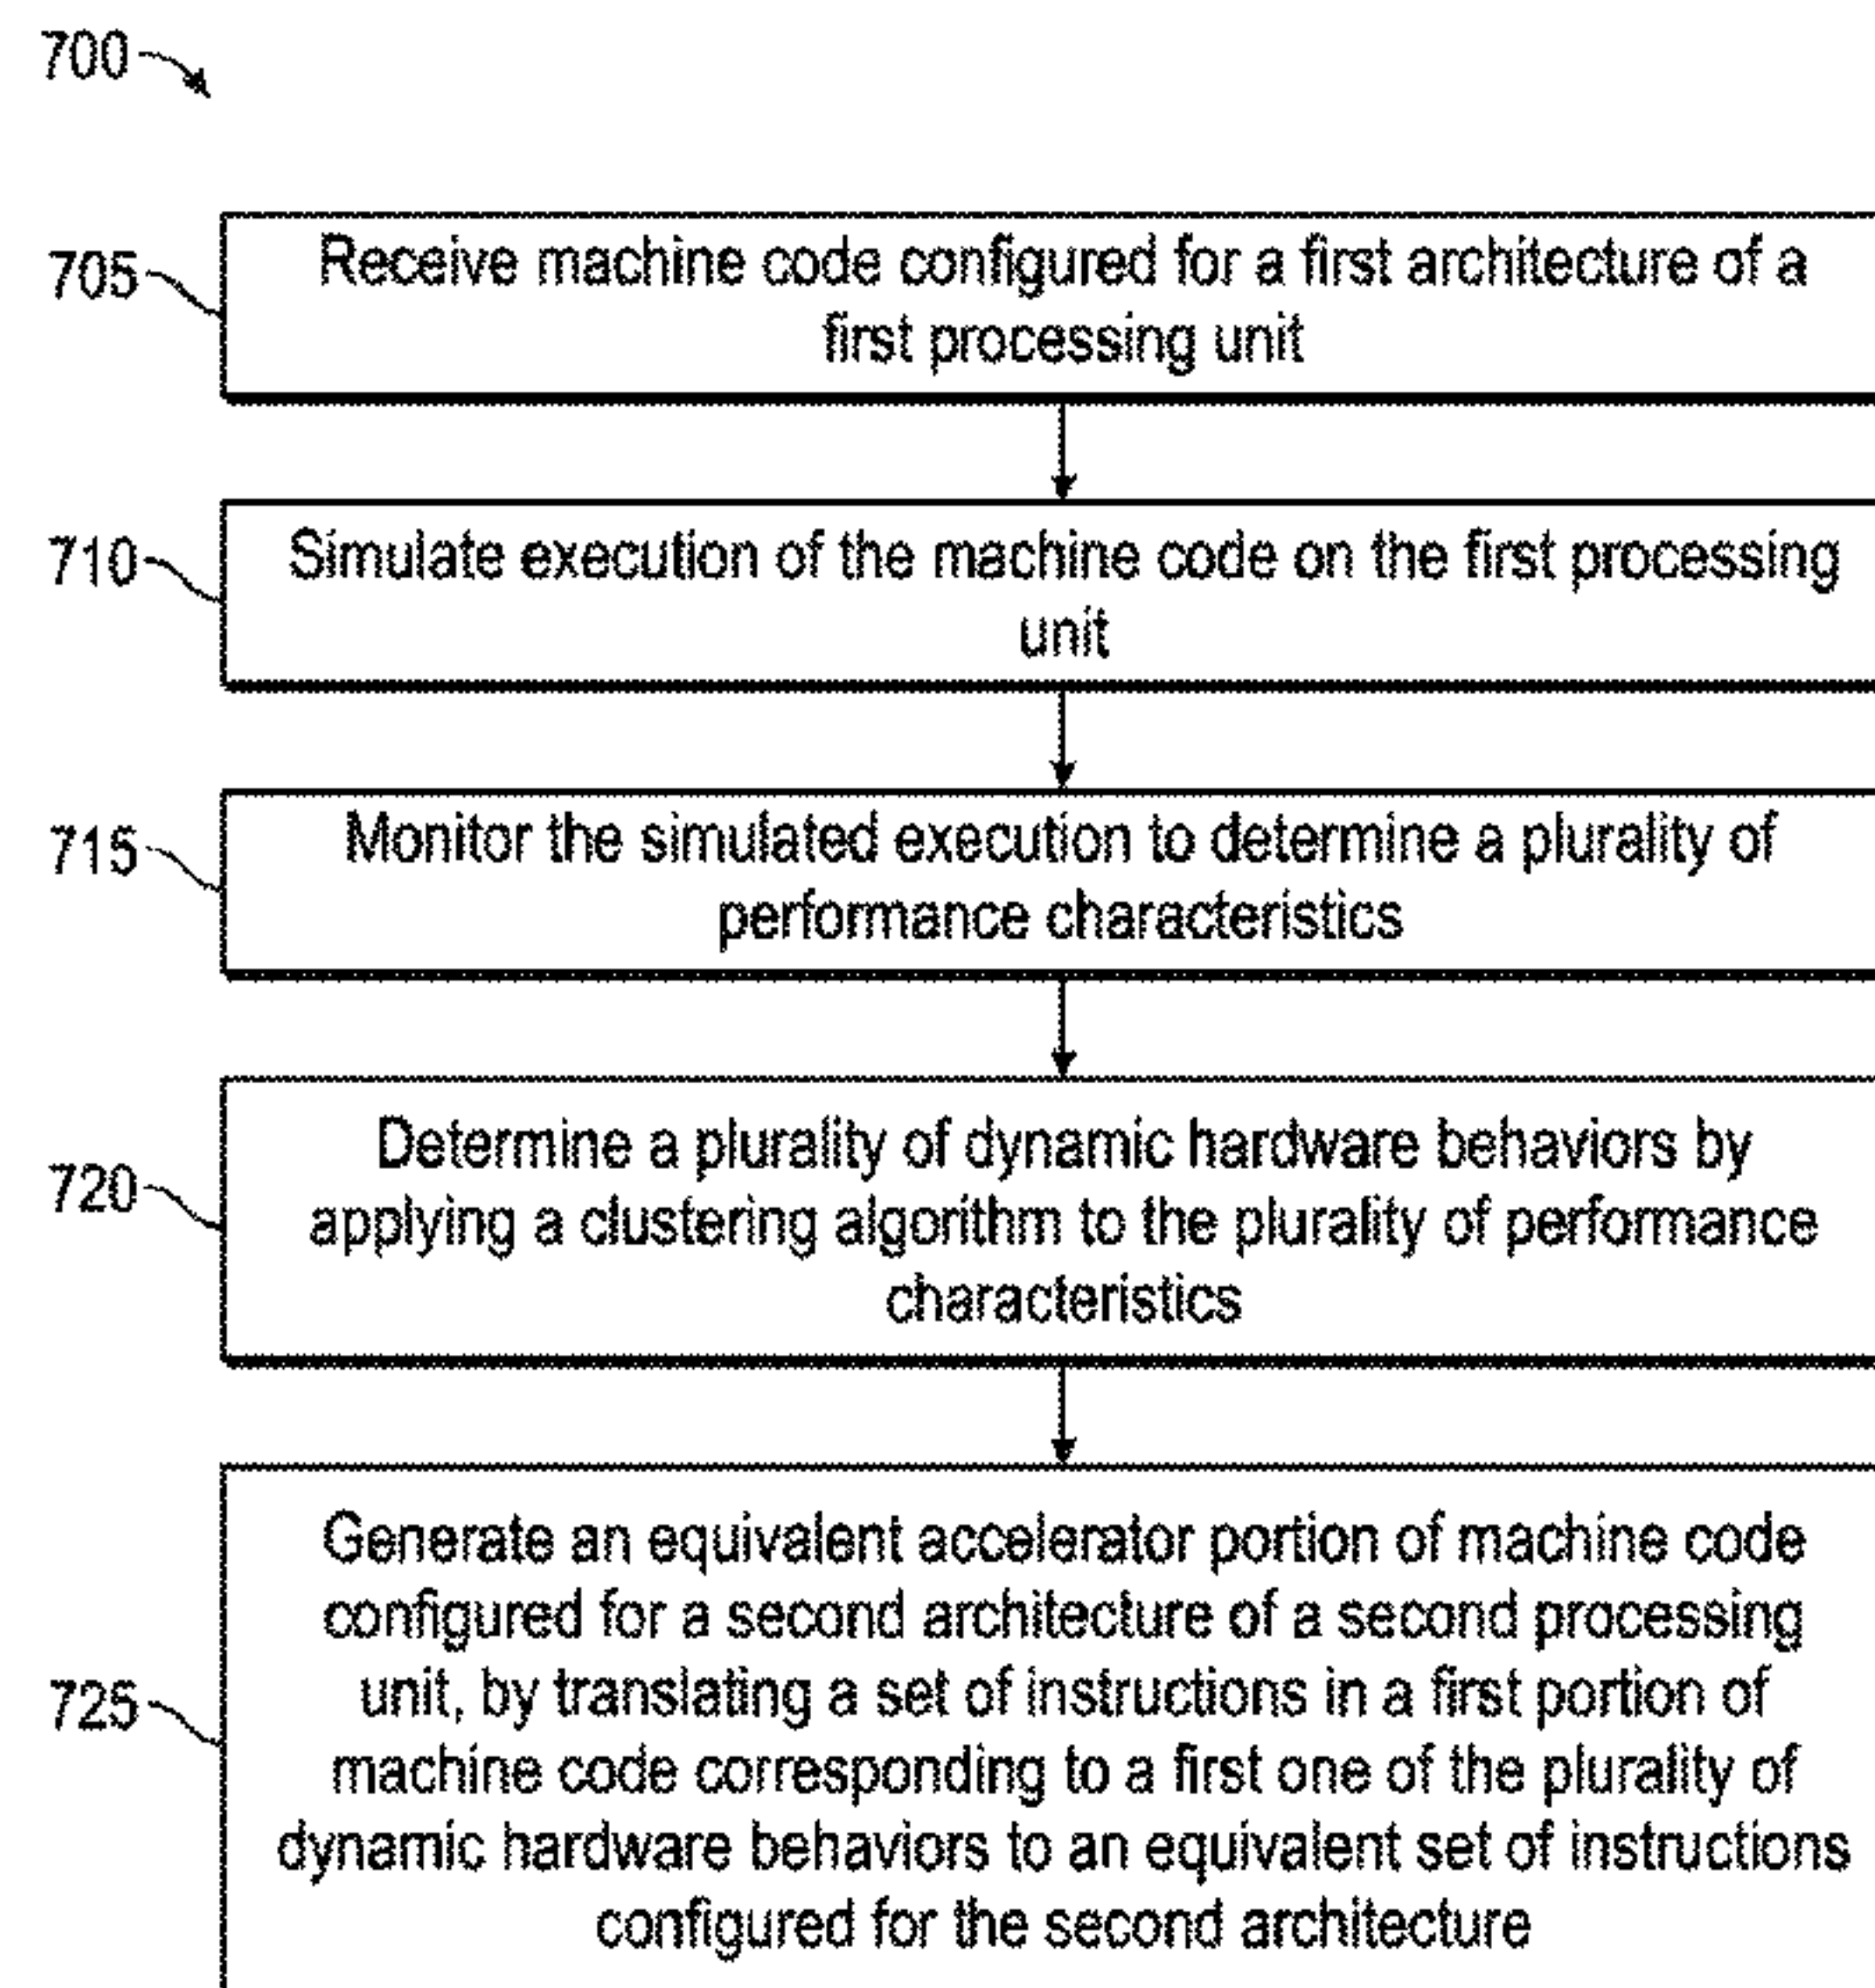 700
705
Receive machine code configured for a first architecture of a
first processing unit
710
Simulate execution of the machine code on the first processing
unit
715
Monitor the simulated execution to determine a plurality of
performance characteristics
720
Determine a plurality of dynamic hardware behaviors by
applying a clustering algorithm to the plurality of performance
characteristics
725
Generate an equivalent accelerator portion of machine code
configured for a second architecture of a second processing
unit, by translating a set of instructions in a first portion of
machine code corresponding to a first one of the plurality of
dynamic hardware behaviors to an equivalent set of instructions
configured for the second architecture